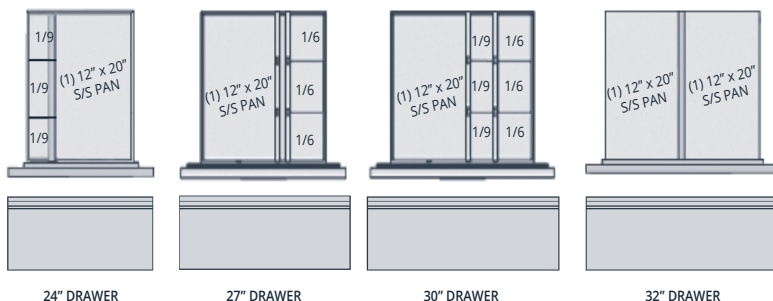 1/9
1/9
1/9
(1) 12” x 20”
S/S PAN
(1) 12” x 20”
S/S PAN
1/6
1/6
1/6
(1) 12” x 20”
S/S PAN
1/9
1/6
1/9
1/6
1/9
1/6
(1) 12” x 20”
S/S PAN
(1) 12” x 20”
S/S PAN
24” DRAWER
27” DRAWER
30” DRAWER
32” DRAWER